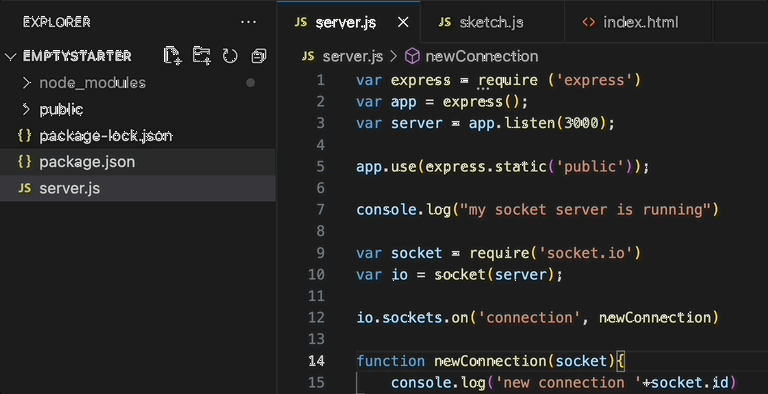 EXPLORER ...
server.js
sketch.js
index.html
EMPTYSTARTER
server.js > newConnection
node_modules
public
package-lock.json
package.json
server.js
1 var express = require ('express')
2 var app = express();
3 var server = app.listen(3000);
4
5 app.use(express.static('public'));
6
7 console.log("my socket server is running")
8
9 var socket = require('socket.io')
10 var io = socket(server);
11
12 io.sockets.on('connection', newConnection)
13
14 function newConnection(socket){
15 console.log('new connection '+socket.id)